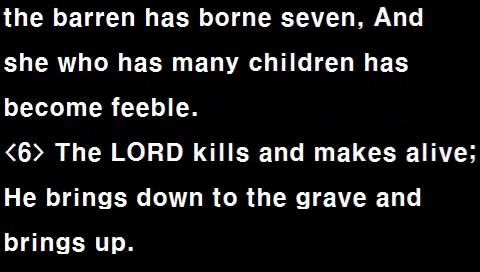 the barren has borne seven, And
she who has many children has
become feeble.
<6> The LORD kills and makes alive;
He brings down to the grave and
brings up.